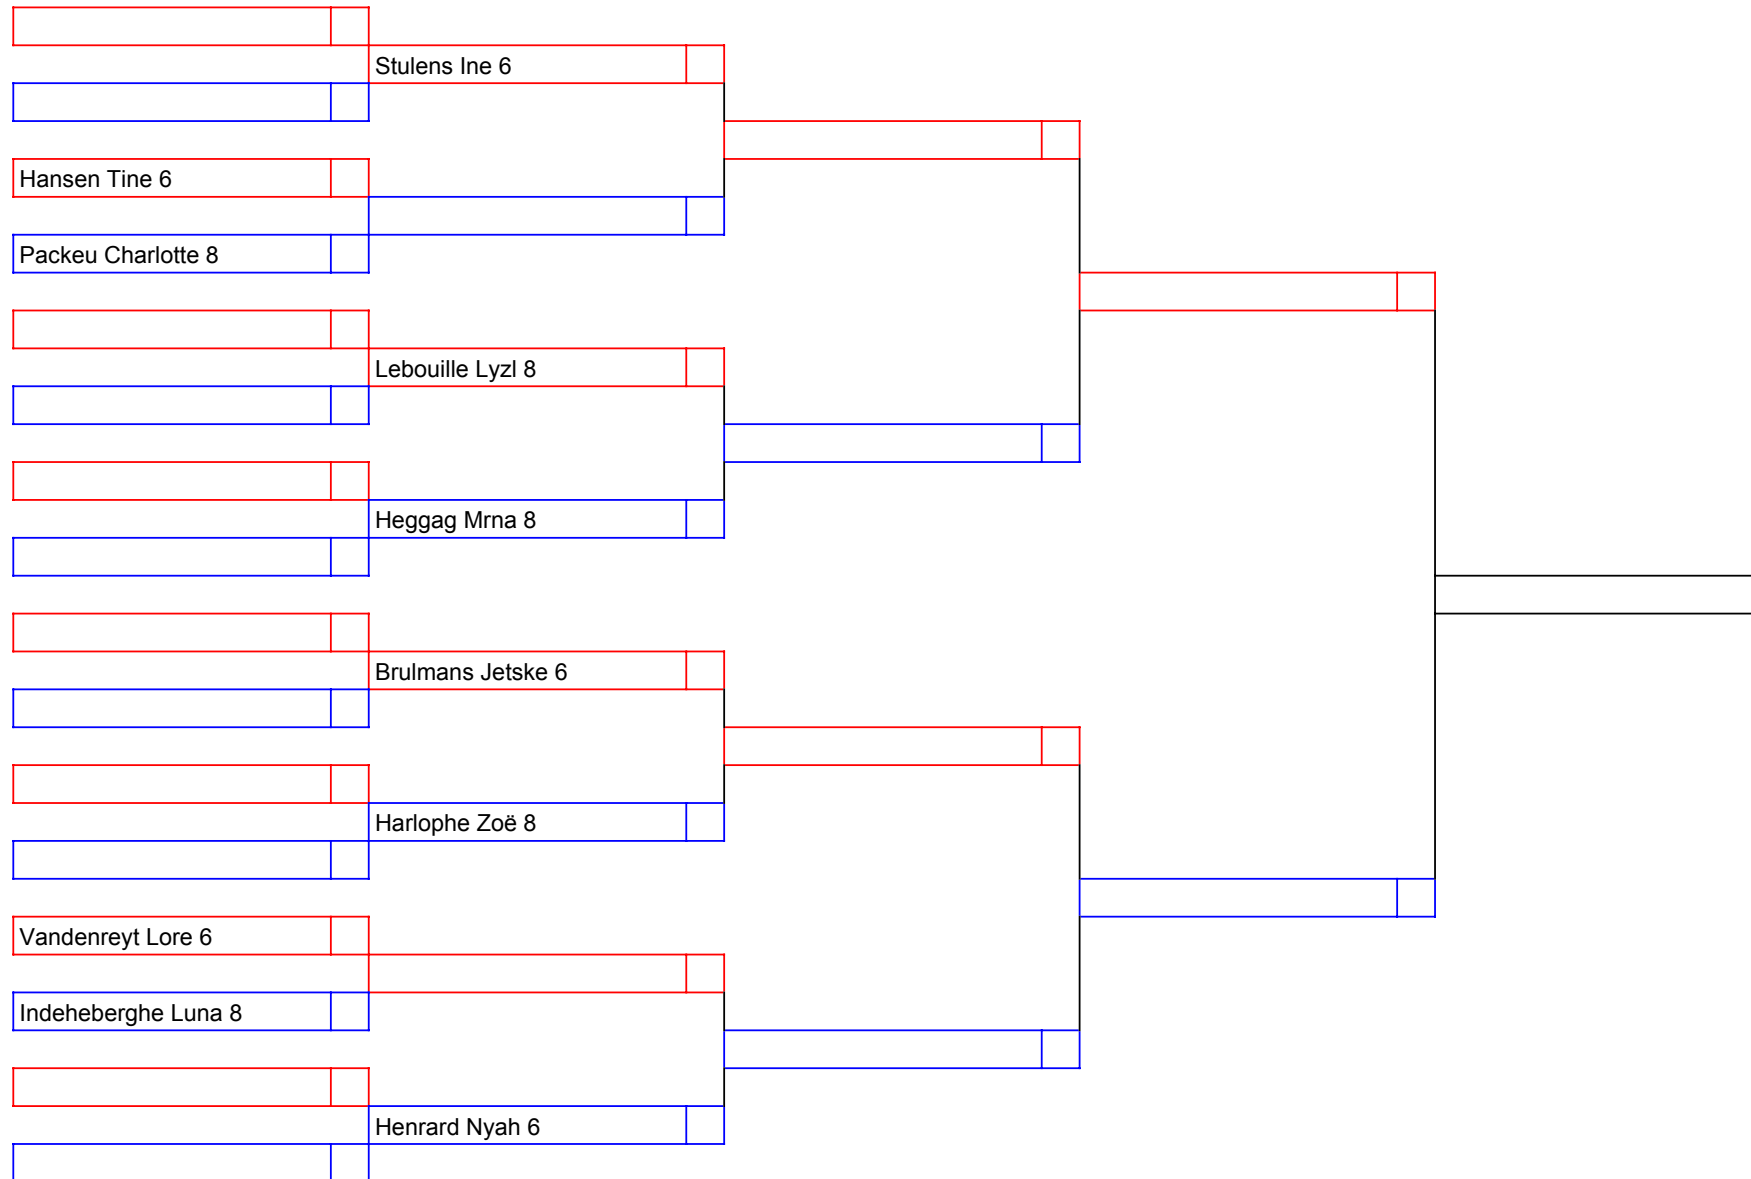 Stulens Ine 6
Hansen Tine 6
Packeu Charlotte 8
Lebouille Lyzl 8
Heggag Mrna 8
Brulmans Jetske 6
Harlophe Zoë 8
Vandenreyt Lore 6
Indeheberghe Luna 8
Henrard Nyah 6